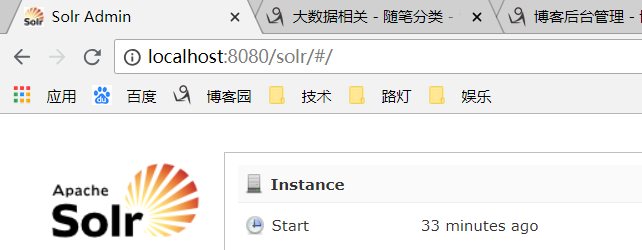 Solr Admin
大数据相关 - 随笔分类 -
博客后台管理 -
localhost:8080/solr/#/
应用 百度 博客园 技术 路灯 娱乐
Apache
Solr
Instance
Start 33 minutes ago